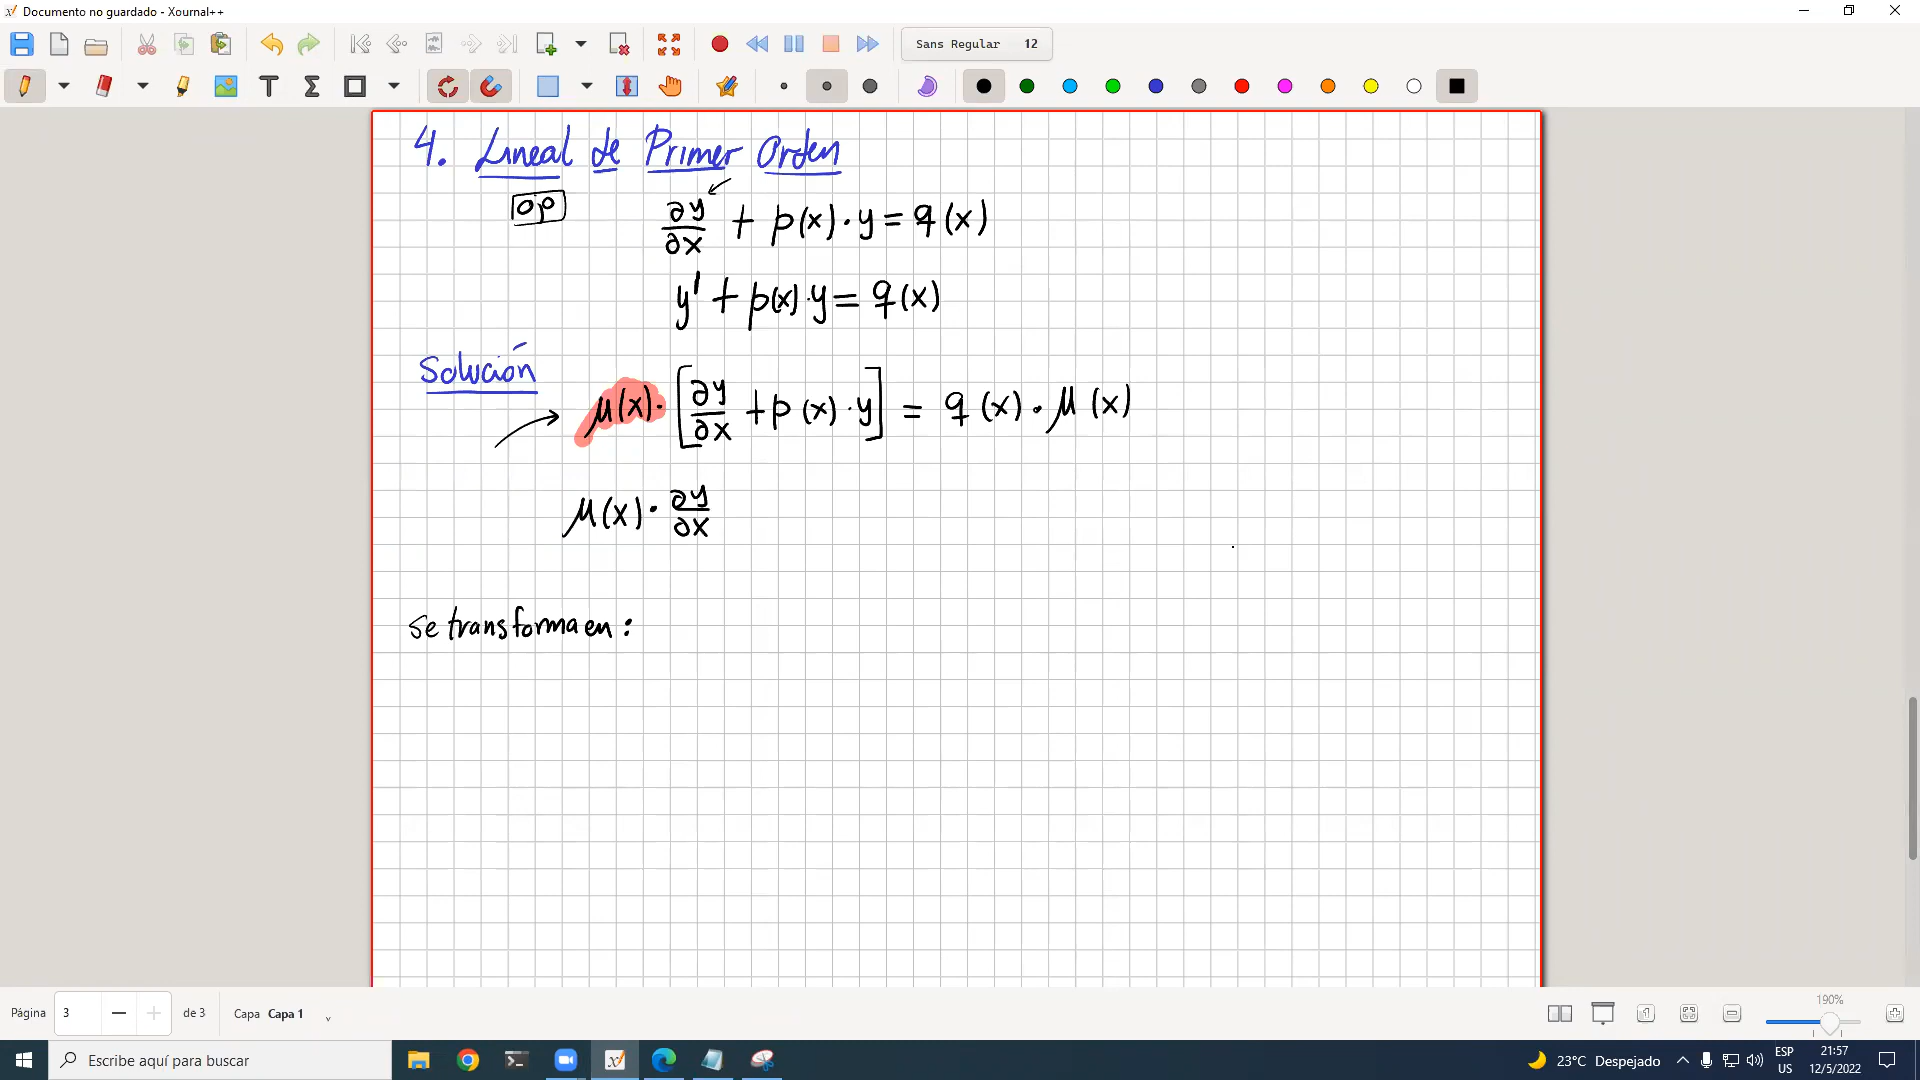 Documento no guardado - Xournal++
Sans Regular 12
4. Lineal de Primer Orden
op
∂y/∂x + p(x)·y = q(x)
y' + p(x)·y = q(x)
Solución
μ(x)·[∂y/∂x + p(x)·y] = q(x)·μ(x)
μ(x)·∂y/∂x
se transforma en:
Página 3 de 3 Capa Capa 1
190%
Escribe aquí para buscar
23°C Despejado
ESP
US
21:57
12/5/2022